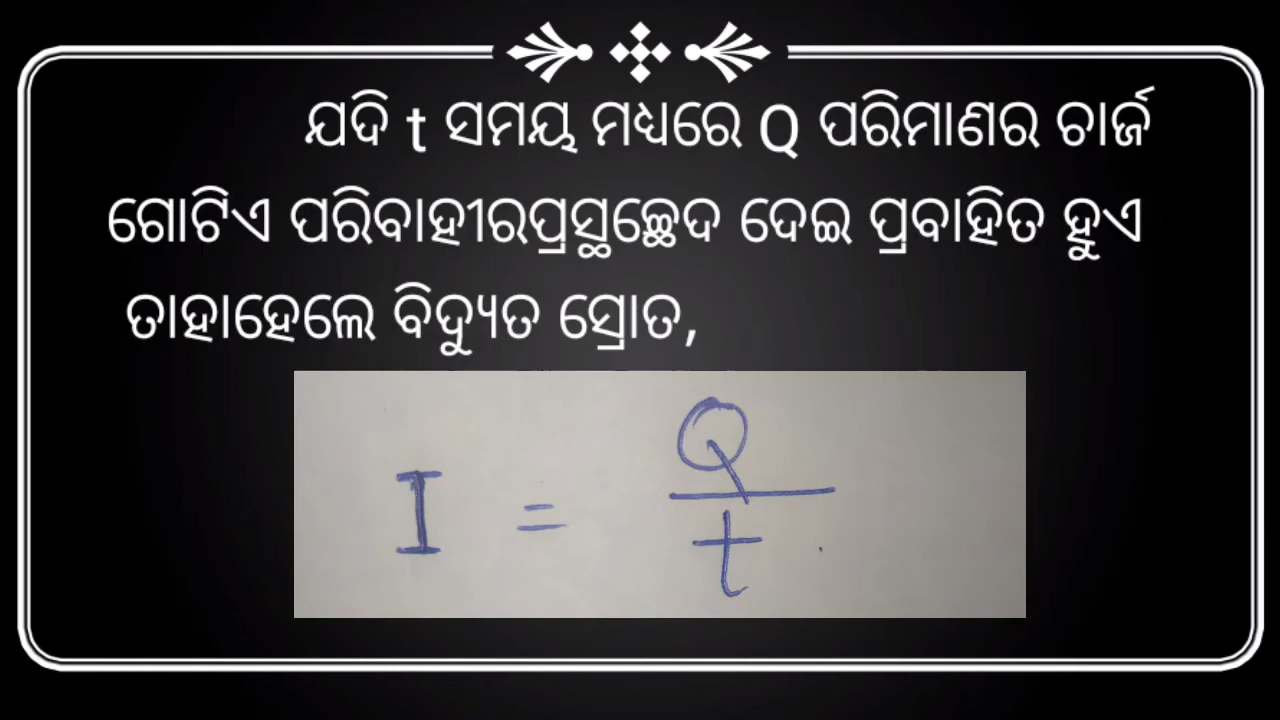 ଯଦି t ସମୟ ମଧ୍ୟରେ Q ପରିମାଣର ଚାର୍ଜ
ଗୋଟିଏ ପରିବାହୀରପ୍ରସ୍ଥଚ୍ଛେଦ ଦେଇ ପ୍ରବାହିତ ହୁଏ
ତାହାହେଲେ ବିଦ୍ୟୁତ ସ୍ରୋତ,
I = Q/t